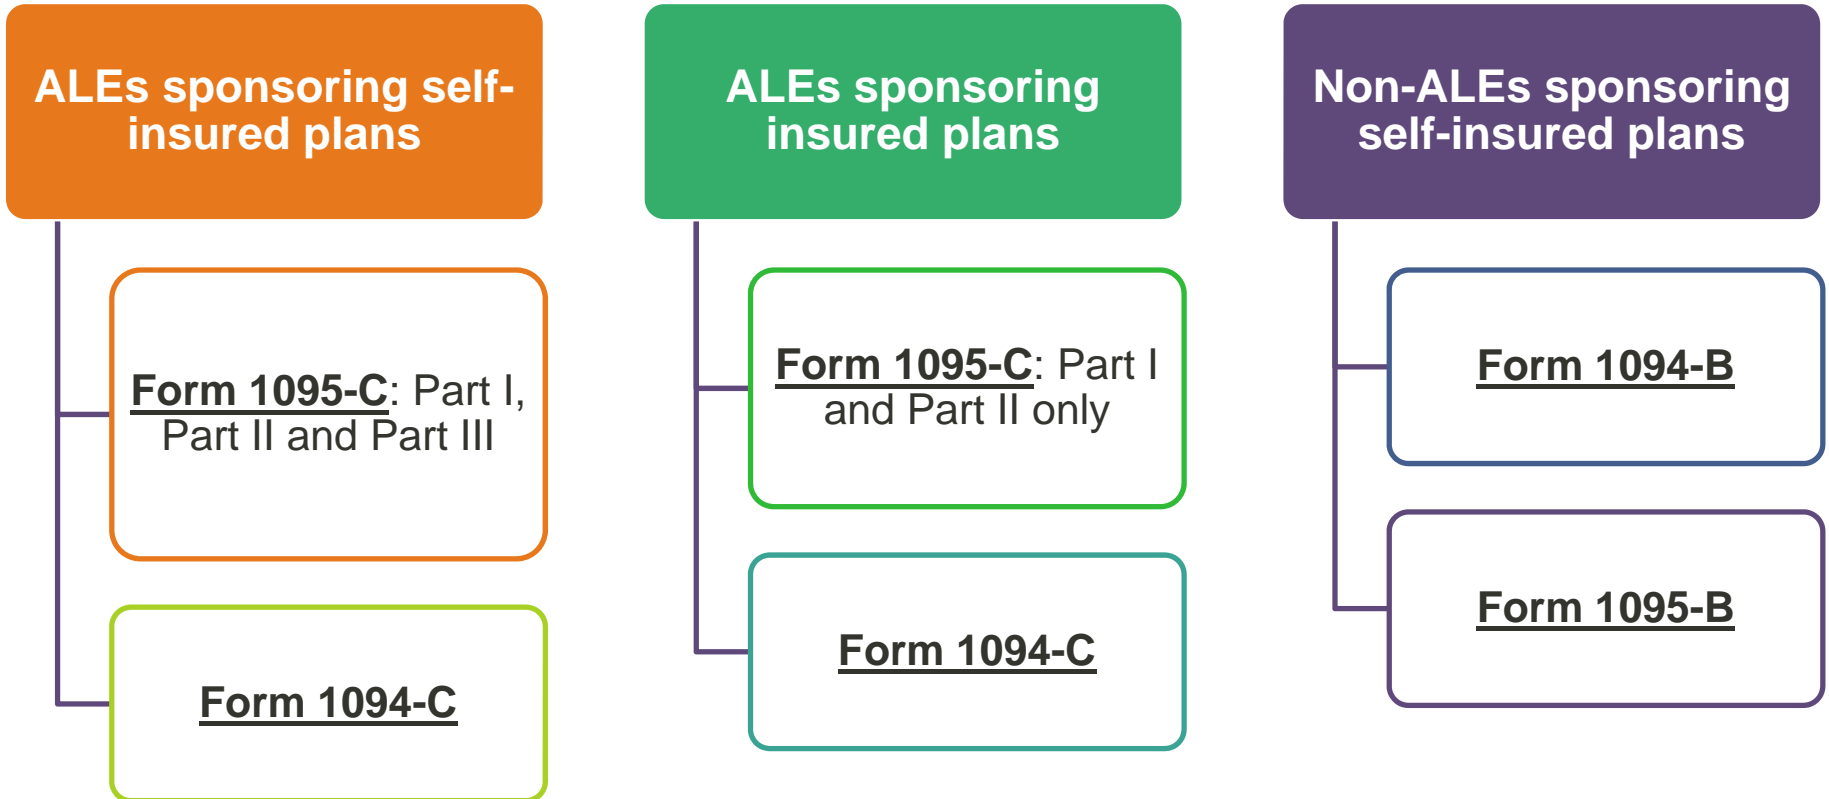 ALEs sponsoring self-
insured plans
Form 1095-C: Part I,
Part II and Part III
Form 1094-C
ALEs sponsoring
insured plans
Form 1095-C: Part I
and Part II only
Form 1094-C
Non-ALEs sponsoring
self-insured plans
Form 1094-B
Form 1095-B